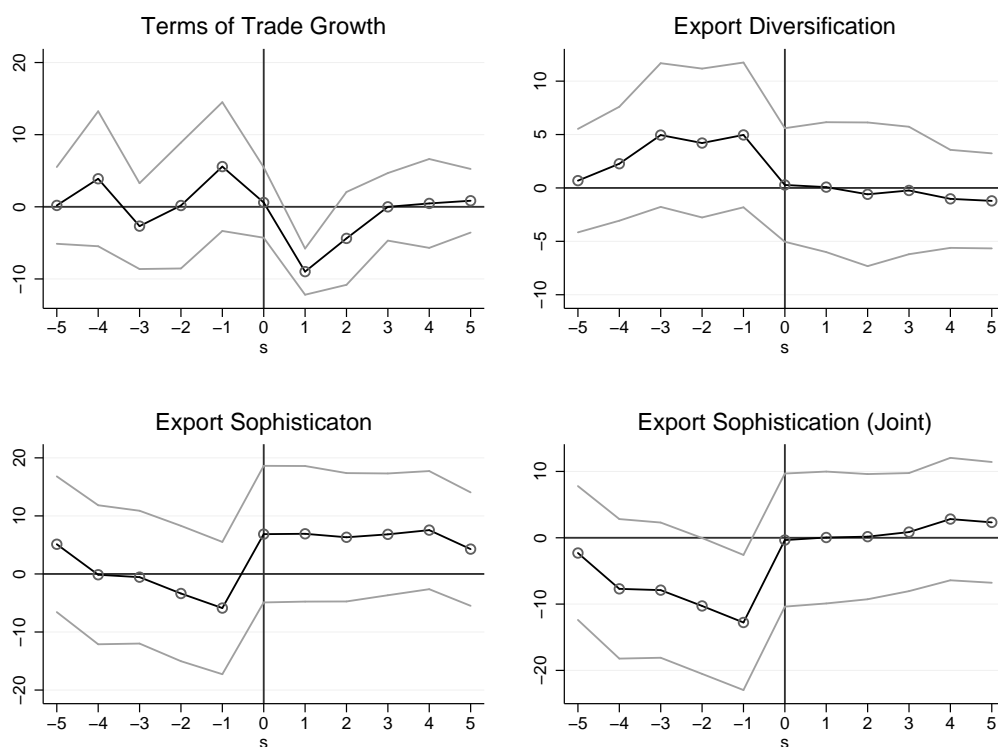 Terms of Trade Growth
20
10
0
−10
−5 −4 −3 −2 −1 0 1 2 3 4 5
s
Export Diversification
10
5
0
−5
−10
−5 −4 −3 −2 −1 0 1 2 3 4 5
s
Export Sophisticaton
20
10
0
−10
−20
−5 −4 −3 −2 −1 0 1 2 3 4 5
s
Export Sophistication (Joint)
10
0
−10
−20
−5 −4 −3 −2 −1 0 1 2 3 4 5
s